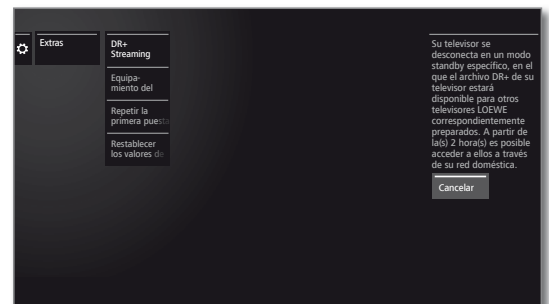 Extras
DR+
Streaming
Equipa-
miento del
Repetir la
primera puesta
Restablecer
los valores de
Su televisor se
desconecta en un modo
standby específico, en el
que el archivo DR+ de su
televisor estará
disponible para otros
televisores LOEWE
correspondientemente
preparados. A partir de
la(s) 2 hora(s) es posible
acceder a ellos a través
de su red doméstica.
Cancelar